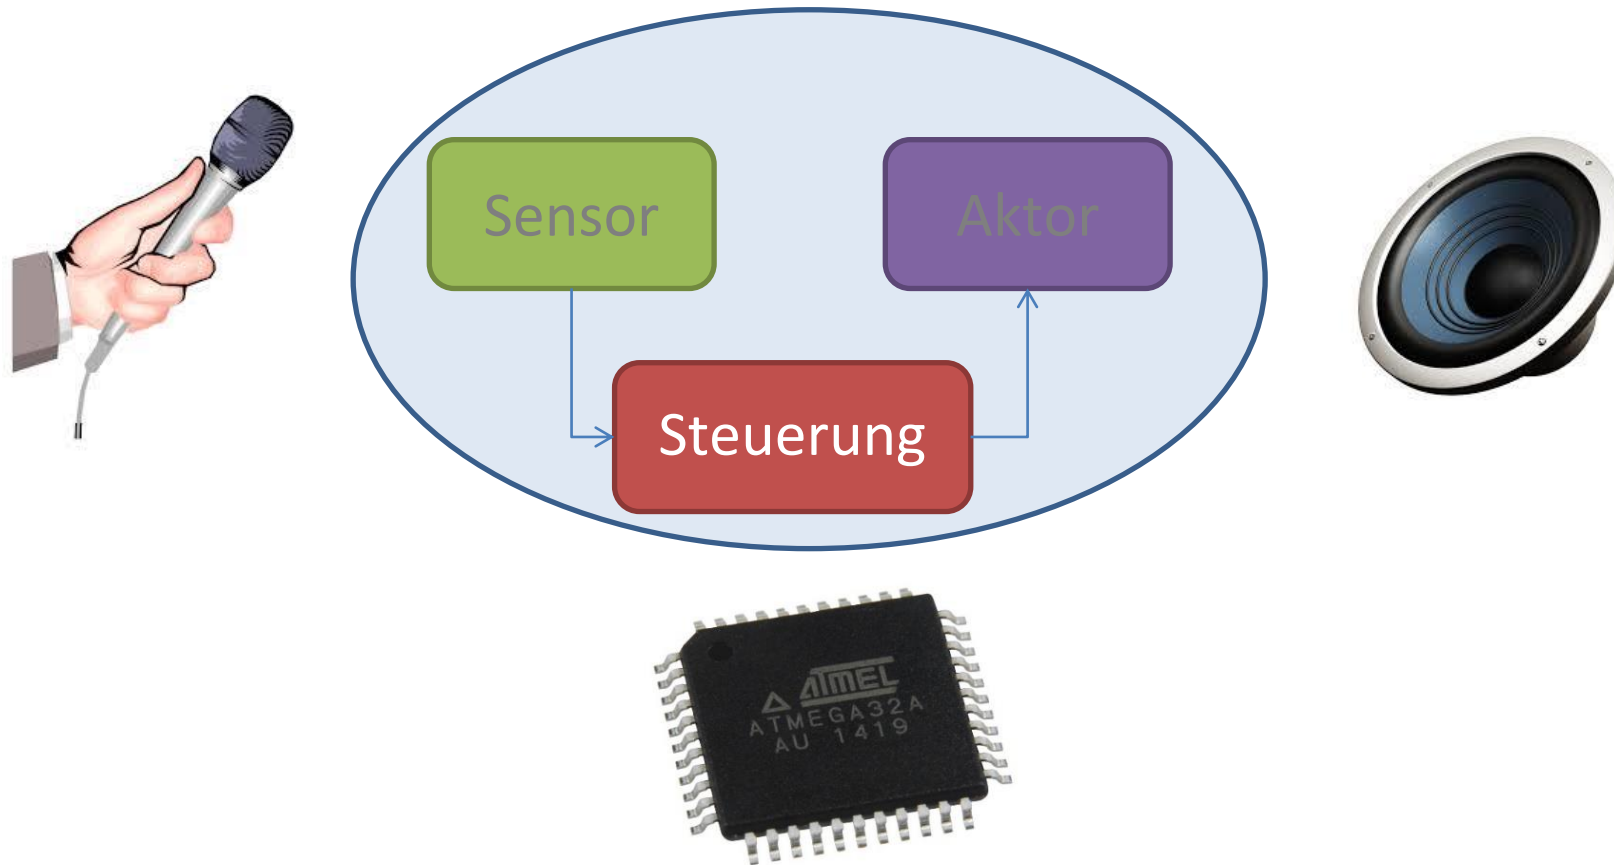 Sensor
Aktor
Steuerung
ATMEL
ATMEGA32A
AU 1419